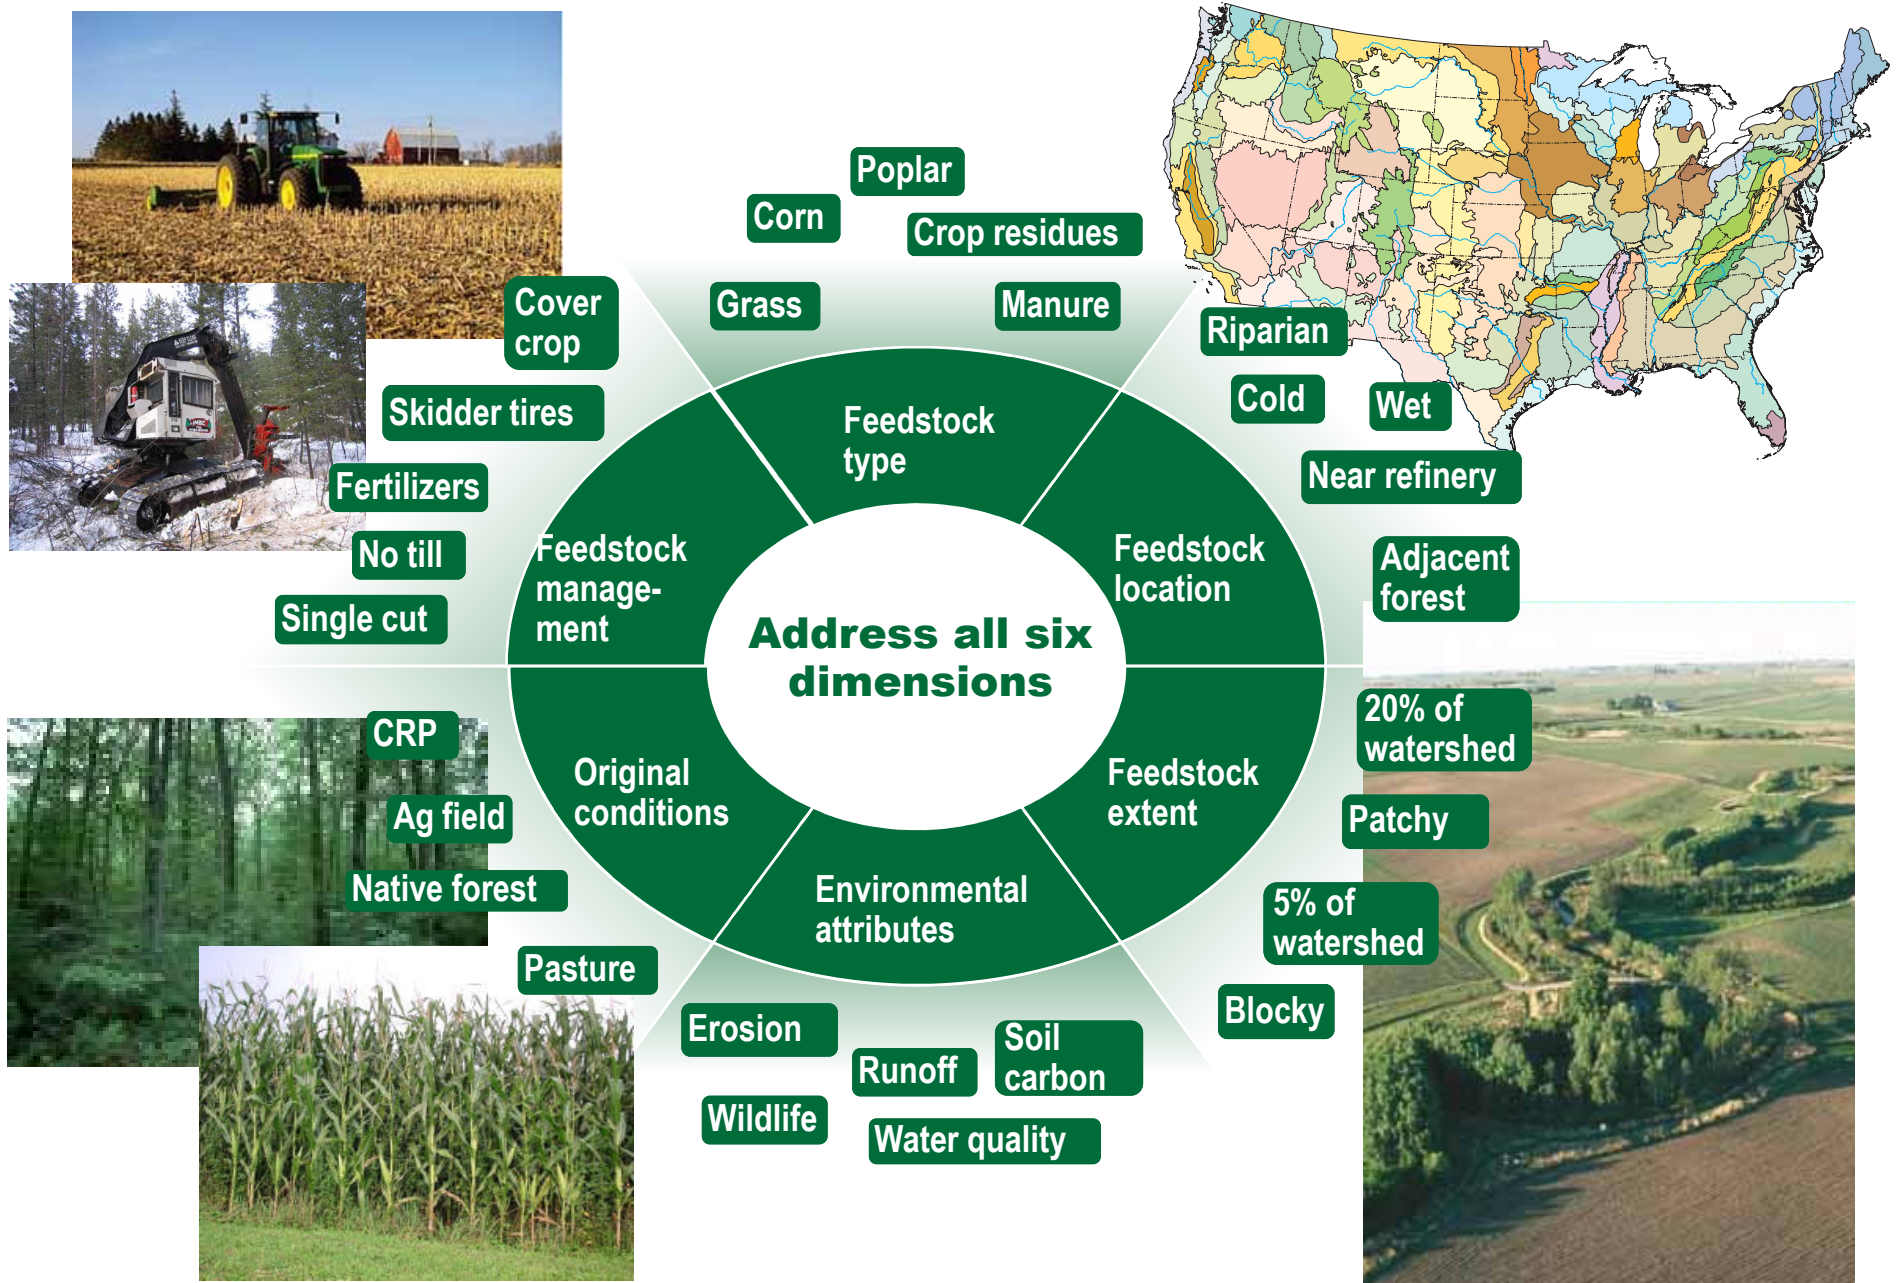 Poplar
Corn
Crop residues
Grass
Manure
Cover
crop
Skidder tires
Fertilizers
No till
Single cut
Riparian
Cold
Wet
Near refinery
Adjacent
forest
Feedstock
type
Feedstock
manage-
ment
Feedstock
location
Address all six
dimensions
Original
conditions
Feedstock
extent
Environmental
attributes
CRP
Ag field
Native forest
Pasture
20% of
watershed
Patchy
5% of
watershed
Blocky
Erosion
Runoff
Soil
carbon
Wildlife
Water quality